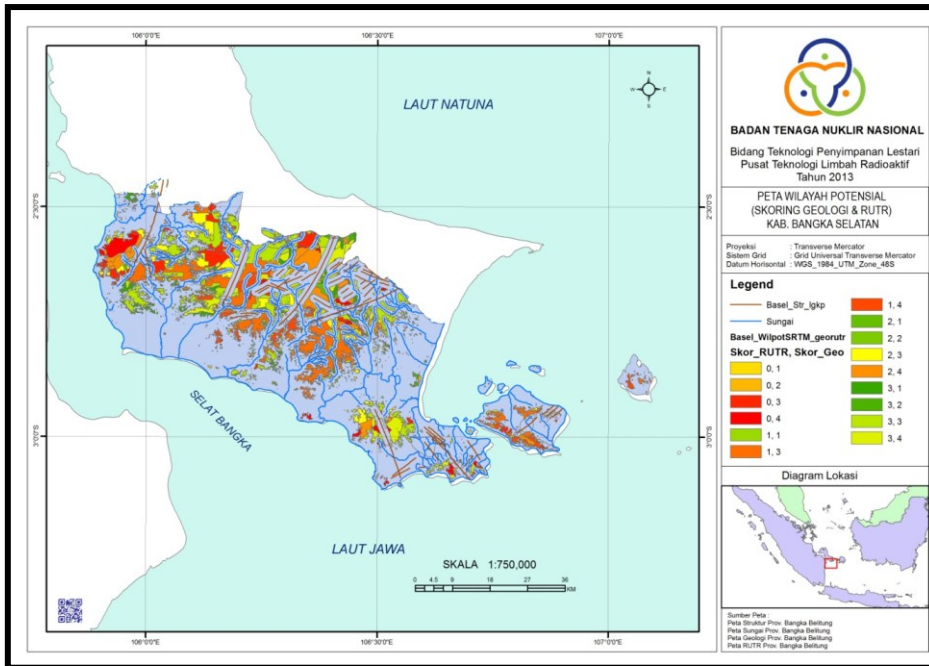 106°0'0"E
106°30'0"E
107°0'0"E
LAUT NATUNA
N
W
E
S
2°30'0"S
2°30'0"S
SELAT BANGKA
3°0'0"S
3°0'0"S
LAUT JAWA
SKALA 1:750,000
0 4.5 9 18 27 36
KM
106°0'0"E
106°30'0"E
107°0'0"E
BADAN TENAGA NUKLIR NASIONAL
Bidang Teknologi Penyimpanan Lestari
Pusat Teknologi Limbah Radioaktif
Tahun 2013
PETA WILAYAH POTENSIAL
(SKORING GEOLOGI & RUTR)
KAB. BANGKA SELATAN
Proyeksi : Transverse Mercator
Sistem Grid : Grid Universal Transverse Mercator
Datum Horisontal : WGS_1984_UTM_Zone_48S
Legend
Basel_Str_lgkp
Sungai
Basel_WilpotSRTM_georutr
Skor_RUTR, Skor_Geo
0, 1
0, 2
0, 3
0, 4
1, 1
1, 3
1, 4
2, 1
2, 2
2, 3
2, 4
3, 1
3, 2
3, 3
3, 4
Diagram Lokasi
Sumber Peta :
Peta Struktur Prov. Bangka Belitung
Peta Sungai Prov. Bangka Belitung
Peta Geologi Prov. Bangka Belitung
Peta RUTR Prov. Bangka Belitung